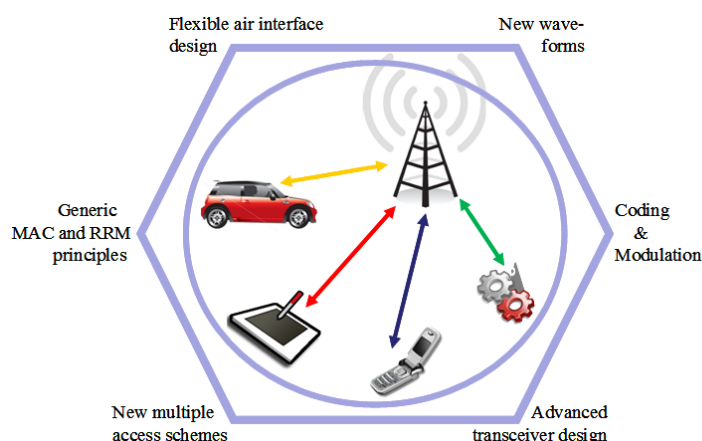 Flexible air interface
design
New wave-
forms
Generic
MAC and RRM
principles
Coding
&
Modulation
New multiple
access schemes
Advanced
transceiver design